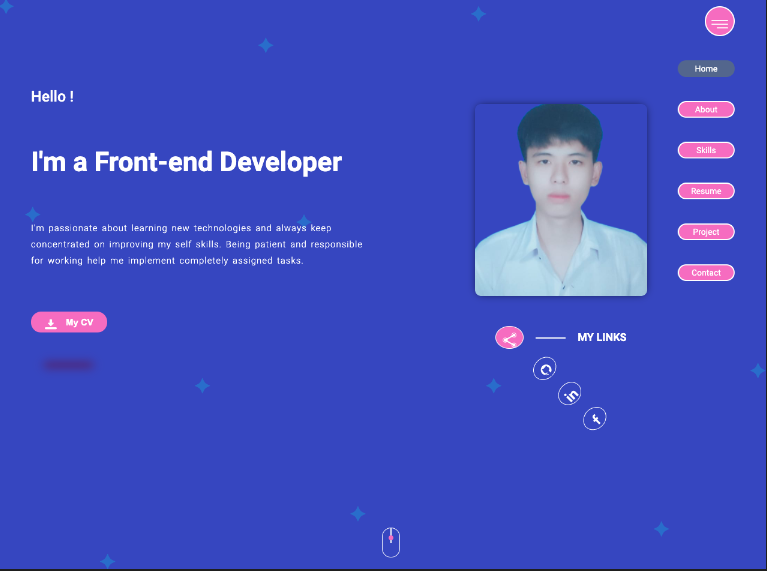 Hello !
I'm a Front-end Developer
I'm passionate about learning new technologies and always keep
concentrated on improving my self skills. Being patient and responsible
for working help me implement completely assigned tasks.
My CV
MY LINKS
in
f
Home
About
Skills
Resume
Project
Contact